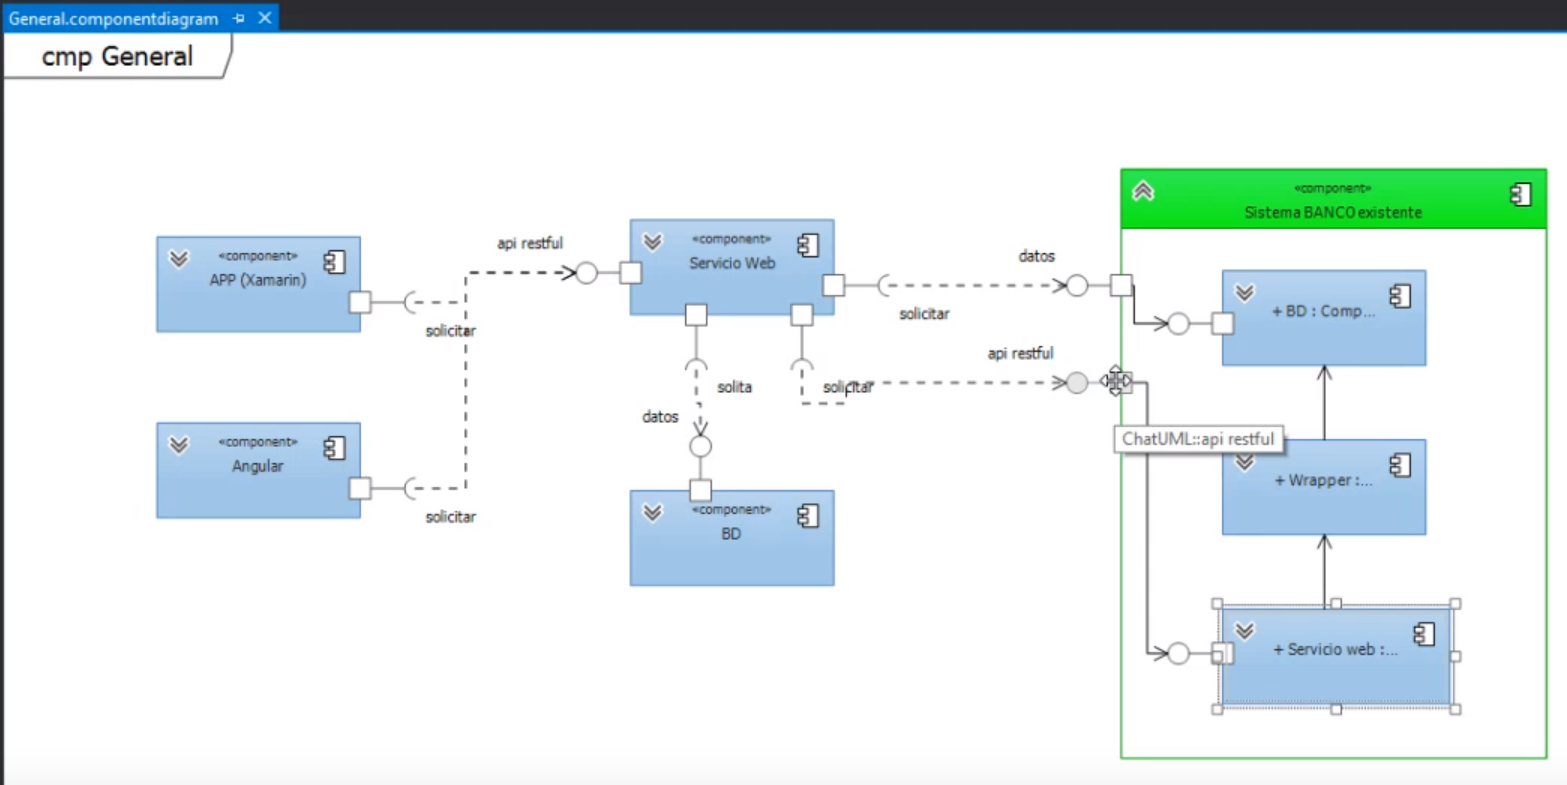 General.componentdiagram
cmp General
«component»
APP (Xamarin)
solicitar
«component»
Angular
solicitar
api restful
«component»
Servicio Web
solita
datos
solicitar
«component»
BD
datos
solicitar
api restful
«component»
Sistema BANCO existente
+ BD : Comp...
ChatUML::api restful
+ Wrapper :...
+ Servicio web :...